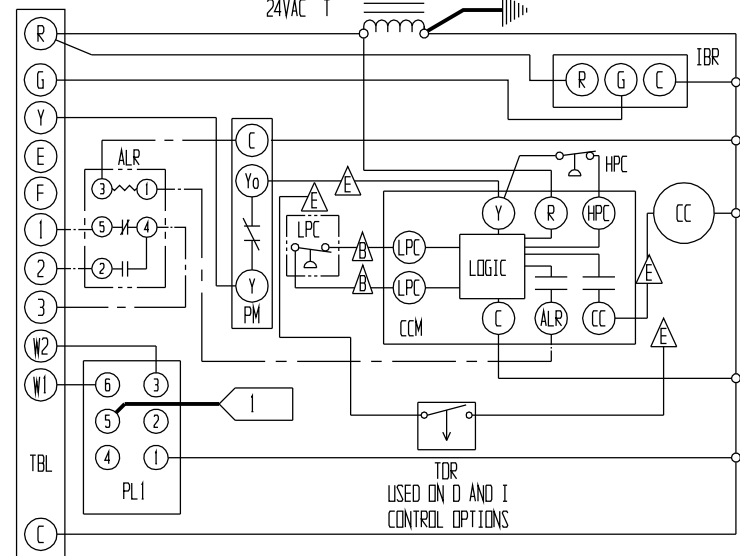 24VAC T
R
G
Y
E
F
1
2
3
W2
W1
TBL
C
ALR
3 1
5 4
2
C
Yo
Y
PM
IBR
R G C
HPC
E
E
LPC
B
B
LPC
LPC
Y R HPC
LOGIC
C ALR CC
CCM
CC
E
E
6 3
5 2
4 1
PL1
1
TDR
USED ON D AND I
CONTROL OPTIONS